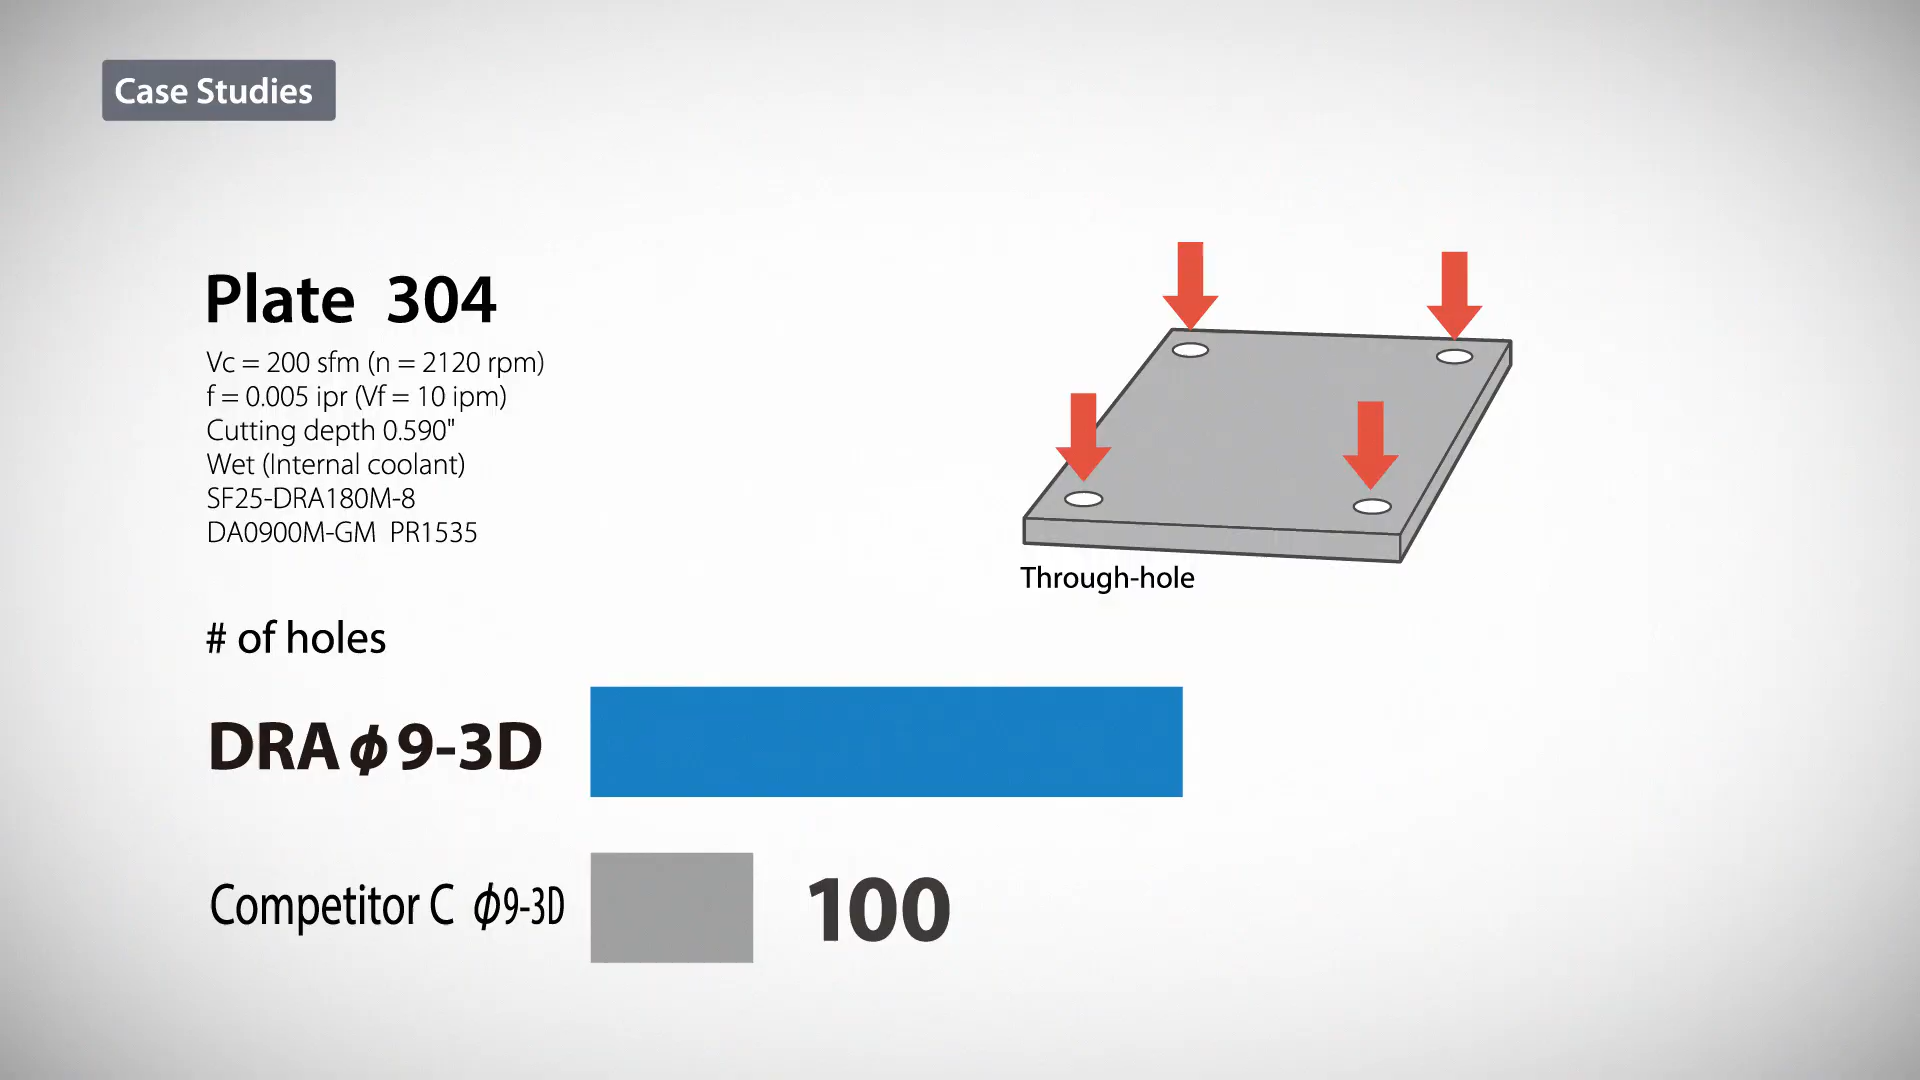 Case Studies
Plate 304
Vc = 200 sfm (n = 2120 rpm)
f = 0.005 ipr (Vf = 10 ipm)
Cutting depth 0.590"
Wet (Internal coolant)
SF25-DRA180M-8
DA0900M-GM PR1535
Through-hole
# of holes
DRA ϕ 9-3D
Competitor C ϕ9-3D
100